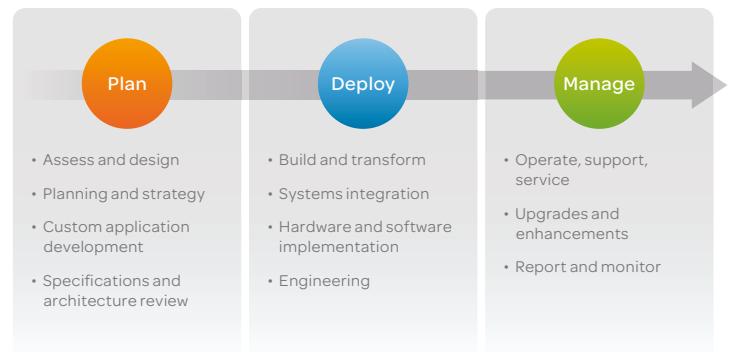 Plan
• Assess and design
• Planning and strategy
• Custom application
development
• Specifications and
architecture review
Deploy
• Build and transform
• Systems integration
• Hardware and software
implementation
• Engineering
Manage
• Operate, support,
service
• Upgrades and
enhancements
• Report and monitor